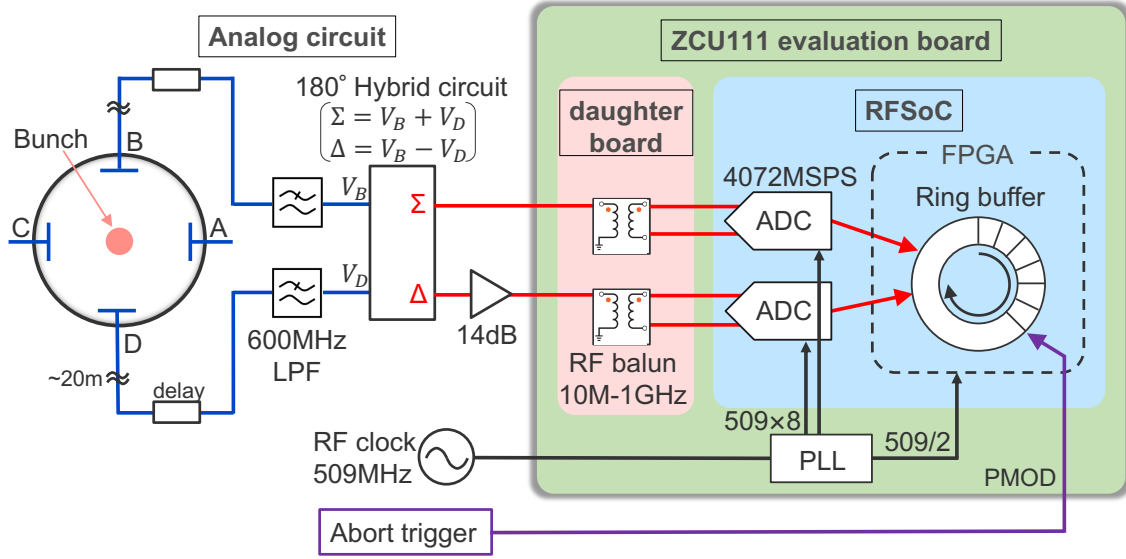 Analog circuit
ZCU111 evaluation board
180° Hybrid circuit
Σ = V_B + V_D
Δ = V_B − V_D
daughter
board
RFSoC
Bunch
B
FPGA
4072MSPS
Ring buffer
V_B
Σ
ADC
C
A
V_D
Δ
ADC
D
14dB
600MHz
LPF
RF balun
10M-1GHz
~20m
delay
509×8
509/2
RF clock
509MHz
PLL
PMOD
Abort trigger